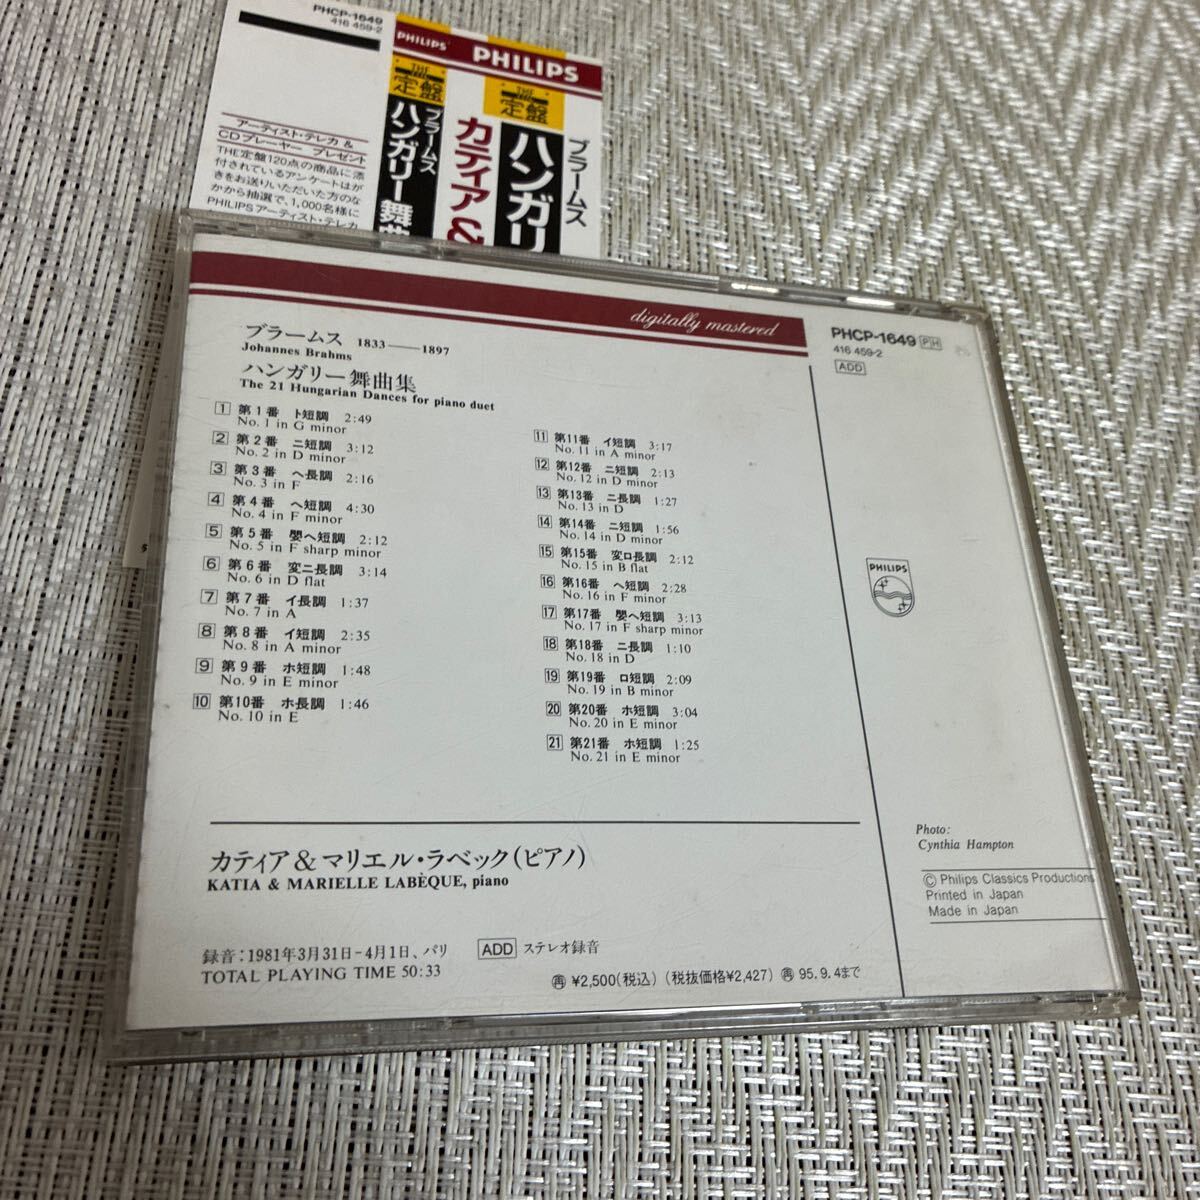 PHCP-1649
416 459-2
アーティスト・テレカ &
CDプレーヤー プレゼント
THE定盤120点の商品に添
付されているアンケートはが
きをお送りいただいた方のな
かから抽選で、1,000名様に
PHILIPSアーティスト・テレカ
PHILIPS
THE
定盤
ブラームス
ハンガリー舞曲
PHILIPS
THE
定盤
ブラームス
ハンガリ
カティア&
digitally mastered
ブラームス 1833——1897
Johannes Brahms
ハンガリー舞曲集
The 21 Hungarian Dances for piano duet
1 第1番 ト短調 2:49
No. 1 in G minor
2 第2番 ニ短調 3:12
No. 2 in D minor
3 第3番 ヘ長調 2:16
No. 3 in F
4 第4番 ヘ短調 4:30
No. 4 in F minor
5 第5番 嬰ヘ短調 2:12
No. 5 in F sharp minor
6 第6番 変ニ長調 3:14
No. 6 in D flat
7 第7番 イ長調 1:37
No. 7 in A
8 第8番 イ短調 2:35
No. 8 in A minor
9 第9番 ホ短調 1:48
No. 9 in E minor
10 第10番 ホ長調 1:46
No. 10 in E
11 第11番 イ短調 3:17
No. 11 in A minor
12 第12番 ニ短調 2:13
No. 12 in D minor
13 第13番 ニ長調 1:27
No. 13 in D
14 第14番 ニ短調 1:56
No. 14 in D minor
15 第15番 変ロ長調 2:12
No. 15 in B flat
16 第16番 ヘ短調 2:28
No. 16 in F minor
17 第17番 嬰ヘ短調 3:13
No. 17 in F sharp minor
18 第18番 ニ長調 1:10
No. 18 in D
19 第19番 ロ短調 2:09
No. 19 in B minor
20 第20番 ホ短調 3:04
No. 20 in E minor
21 第21番 ホ短調 1:25
No. 21 in E minor
カティア&マリエル・ラベック(ピアノ)
KATIA & MARIELLE LABÈQUE, piano
録音:1981年3月31日-4月1日、パリ ADD ステレオ録音
TOTAL PLAYING TIME 50:33
再 ¥2,500(税込) (税抜価格¥2,427) 再 95.9.4まで
PHCP-1649 PH
416 459-2
ADD
PHILIPS
Photo:
Cynthia Hampton
© Philips Classics Productions
Printed in Japan
Made in Japan